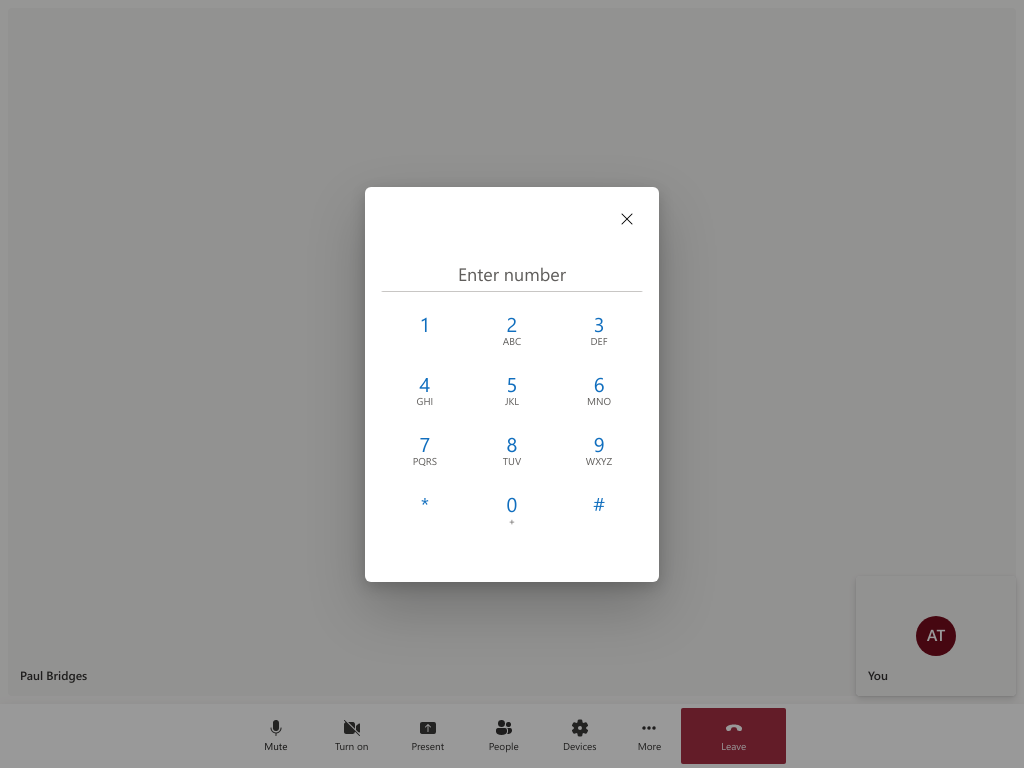 Enter number
1 2 3
ABC DEF
4 5 6
GHI JKL MNO
7 8 9
PQRS TUV WXYZ
* 0 #
+
AT
Paul Bridges You
Mute Turn on Present People Devices More Leave